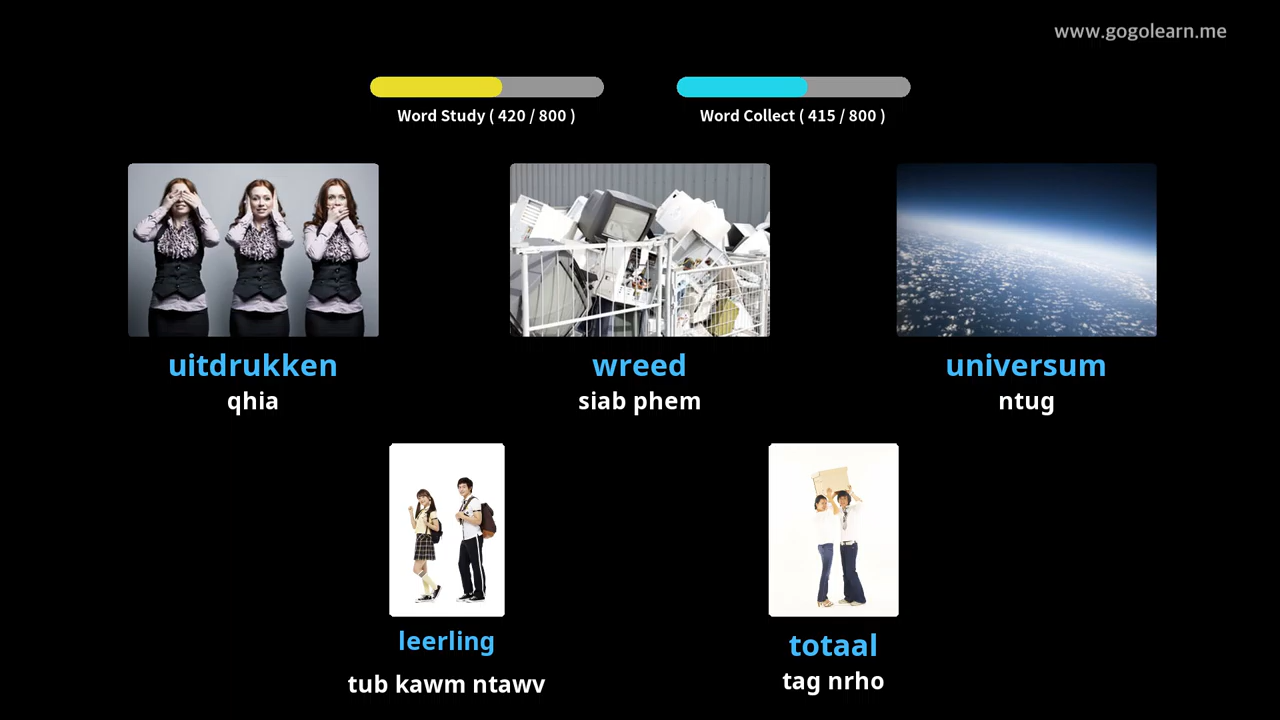 www.gogolearn.me
Word Study ( 420 / 800 )
Word Collect ( 415 / 800 )
uitdrukken
qhia
wreed
siab phem
universum
ntug
leerling
tub kawm ntawv
totaal
tag nrho